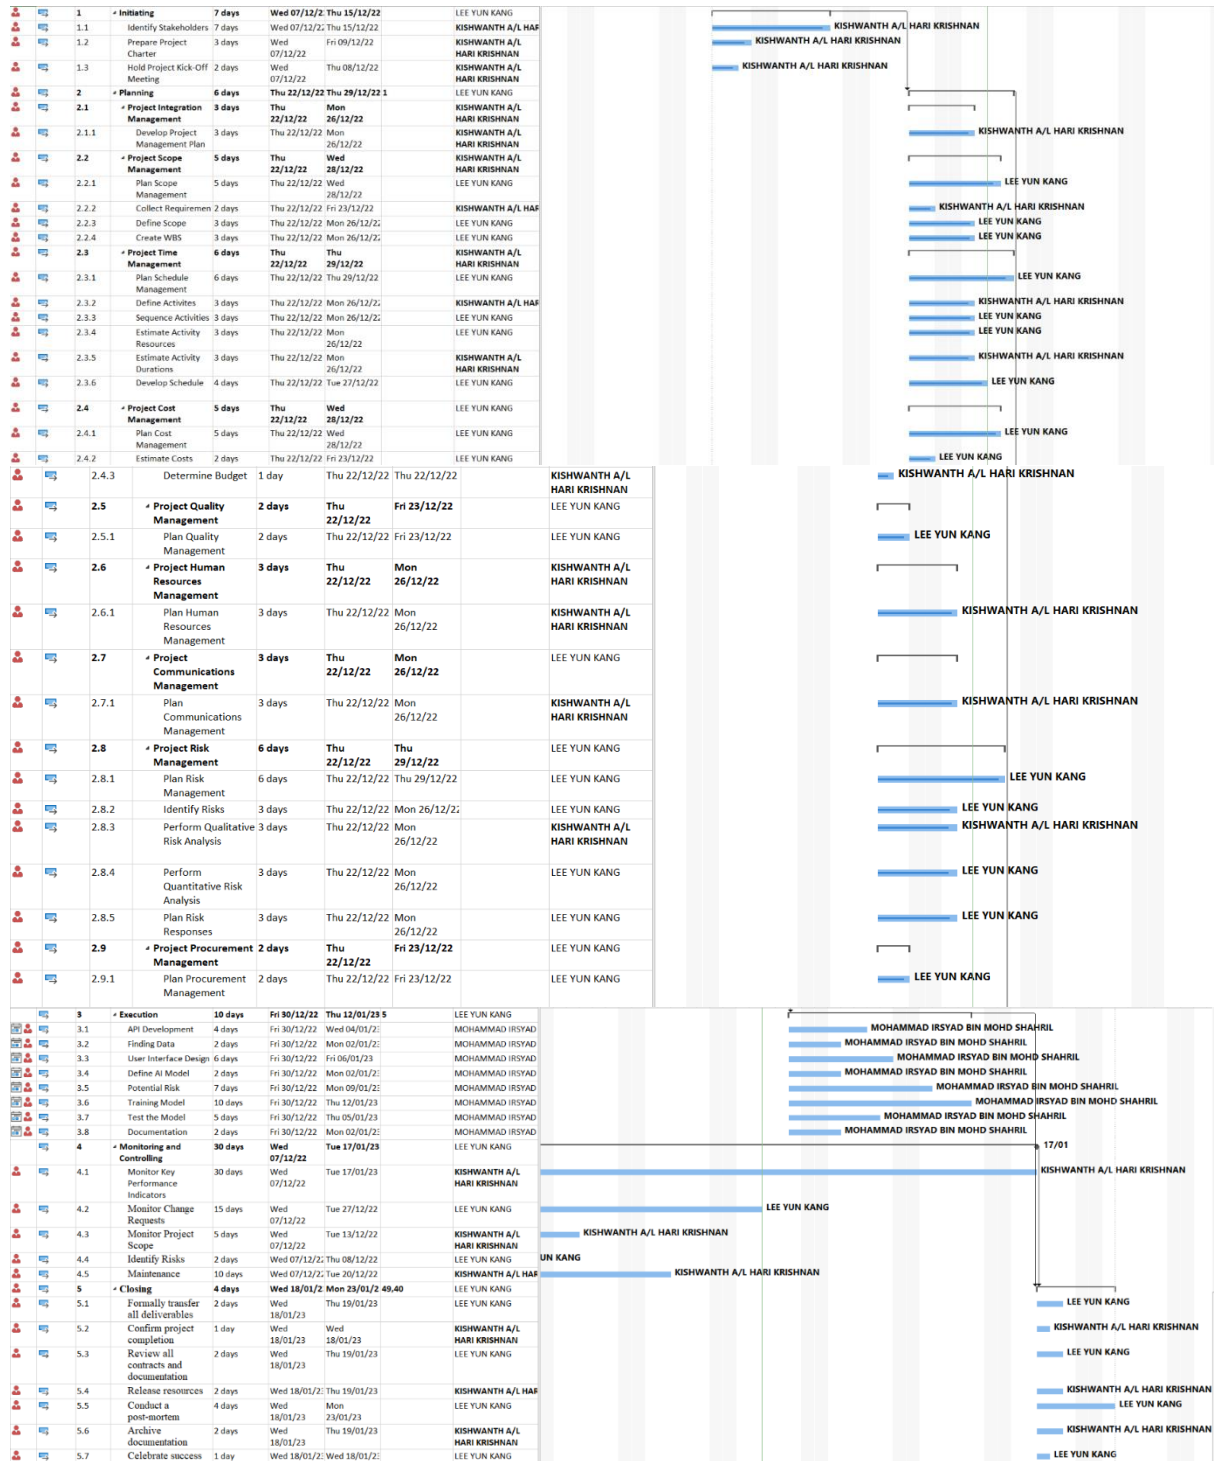 1 Initiating 7 days Wed 07/12/2 Thu 15/12/22 LEE YUN KANG
1.1 Identify Stakeholders 7 days Wed 07/12/22 Thu 15/12/22 KISHWANTH A/L HAR KISHWANTH A/L HARI KRISHNAN
1.2 Prepare Project 3 days Wed Fri 09/12/22 KISHWANTH A/L KISHWANTH A/L HARI KRISHNAN
Charter 07/12/22 HARI KRISHNAN
1.3 Hold Project Kick-Off 2 days Wed Thu 08/12/22 KISHWANTH A/L KISHWANTH A/L HARI KRISHNAN
Meeting 07/12/22 HARI KRISHNAN
2 Planning 6 days Thu 22/12/22 Thu 29/12/22 1 LEE YUN KANG
2.1 Project Integration 3 days Thu Mon KISHWANTH A/L
Management 22/12/22 26/12/22 HARI KRISHNAN
2.1.1 Develop Project 3 days Thu 22/12/22 Mon KISHWANTH A/L KISHWANTH A/L HARI KRISHNAN
Management Plan 26/12/22 HARI KRISHNAN
2.2 Project Scope 5 days Thu Wed KISHWANTH A/L
Management 22/12/22 28/12/22 HARI KRISHNAN
2.2.1 Plan Scope 5 days Thu 22/12/22 Wed LEE YUN KANG LEE YUN KANG
Management 28/12/22
2.2.2 Collect Requiremen 2 days Thu 22/12/22 Fri 23/12/22 KISHWANTH A/L HAR KISHWANTH A/L HARI KRISHNAN
2.2.3 Define Scope 3 days Thu 22/12/22 Mon 26/12/22 LEE YUN KANG LEE YUN KANG
2.2.4 Create WBS 3 days Thu 22/12/22 Mon 26/12/22 LEE YUN KANG LEE YUN KANG
2.3 Project Time 6 days Thu Thu KISHWANTH A/L
Management 22/12/22 29/12/22 HARI KRISHNAN
2.3.1 Plan Schedule 6 days Thu 22/12/22 Thu 29/12/22 LEE YUN KANG LEE YUN KANG
Management
2.3.2 Define Activites 3 days Thu 22/12/22 Mon 26/12/22 KISHWANTH A/L HAR KISHWANTH A/L HARI KRISHNAN
2.3.3 Sequence Activities 3 days Thu 22/12/22 Mon 26/12/22 LEE YUN KANG LEE YUN KANG
2.3.4 Estimate Activity 3 days Thu 22/12/22 Mon LEE YUN KANG LEE YUN KANG
Resources 26/12/22
2.3.5 Estimate Activity 3 days Thu 22/12/22 Mon KISHWANTH A/L KISHWANTH A/L HARI KRISHNAN
Durations 26/12/22 HARI KRISHNAN
2.3.6 Develop Schedule 4 days Thu 22/12/22 Tue 27/12/22 LEE YUN KANG LEE YUN KANG
2.4 Project Cost 5 days Thu Wed LEE YUN KANG
Management 22/12/22 28/12/22
2.4.1 Plan Cost 5 days Thu 22/12/22 Wed LEE YUN KANG LEE YUN KANG
Management 28/12/22
2.4.2 Estimate Costs 2 days Thu 22/12/22 Fri 23/12/22 LEE YUN KANG LEE YUN KANG
2.4.3 Determine Budget 1 day Thu 22/12/22 Thu 22/12/22 KISHWANTH A/L KISHWANTH A/L HARI KRISHNAN
HARI KRISHNAN
2.5 Project Quality 2 days Thu Fri 23/12/22 LEE YUN KANG
Management 22/12/22
2.5.1 Plan Quality 2 days Thu 22/12/22 Fri 23/12/22 LEE YUN KANG LEE YUN KANG
Management
2.6 Project Human 3 days Thu Mon KISHWANTH A/L
Resources 22/12/22 26/12/22 HARI KRISHNAN
Management
2.6.1 Plan Human 3 days Thu 22/12/22 Mon KISHWANTH A/L KISHWANTH A/L HARI KRISHNAN
Resources 26/12/22 HARI KRISHNAN
Management
2.7 Project 3 days Thu Mon LEE YUN KANG
Communications 22/12/22 26/12/22
Management
2.7.1 Plan 3 days Thu 22/12/22 Mon KISHWANTH A/L KISHWANTH A/L HARI KRISHNAN
Communications 26/12/22 HARI KRISHNAN
Management
2.8 Project Risk 6 days Thu Thu LEE YUN KANG
Management 22/12/22 29/12/22
2.8.1 Plan Risk 6 days Thu 22/12/22 Thu 29/12/22 LEE YUN KANG LEE YUN KANG
Management
2.8.2 Identify Risks 3 days Thu 22/12/22 Mon 26/12/22 LEE YUN KANG LEE YUN KANG
2.8.3 Perform Qualitative 3 days Thu 22/12/22 Mon KISHWANTH A/L KISHWANTH A/L HARI KRISHNAN
Risk Analysis 26/12/22 HARI KRISHNAN
2.8.4 Perform 3 days Thu 22/12/22 Mon LEE YUN KANG LEE YUN KANG
Quantitative Risk 26/12/22
Analysis
2.8.5 Plan Risk 3 days Thu 22/12/22 Mon LEE YUN KANG LEE YUN KANG
Responses 26/12/22
2.9 Project Procurement 2 days Thu Fri 23/12/22 LEE YUN KANG
Management 22/12/22
2.9.1 Plan Procurement 2 days Thu 22/12/22 Fri 23/12/22 LEE YUN KANG LEE YUN KANG
Management
3 Execution 10 days Fri 30/12/22 Thu 12/01/23 5 LEE YUN KANG
3.1 API Development 4 days Fri 30/12/22 Wed 04/01/23 MOHAMMAD IRSYAD MOHAMMAD IRSYAD BIN MOHD SHAHRIL
3.2 Finding Data 2 days Fri 30/12/22 Mon 02/01/23 MOHAMMAD IRSYAD MOHAMMAD IRSYAD BIN MOHD SHAHRIL
3.3 User Interface Design 6 days Fri 30/12/22 Fri 06/01/23 MOHAMMAD IRSYAD MOHAMMAD IRSYAD BIN MOHD SHAHRIL
3.4 Define AI Model 2 days Fri 30/12/22 Mon 02/01/23 MOHAMMAD IRSYAD MOHAMMAD IRSYAD BIN MOHD SHAHRIL
3.5 Potential Risk 7 days Fri 30/12/22 Mon 09/01/23 MOHAMMAD IRSYAD MOHAMMAD IRSYAD BIN MOHD SHAHRIL
3.6 Training Model 10 days Fri 30/12/22 Thu 12/01/23 MOHAMMAD IRSYAD MOHAMMAD IRSYAD BIN MOHD SHAHRIL
3.7 Test the Model 5 days Fri 30/12/22 Thu 05/01/23 MOHAMMAD IRSYAD MOHAMMAD IRSYAD BIN MOHD SHAHRIL
3.8 Documentation 2 days Fri 30/12/22 Mon 02/01/23 MOHAMMAD IRSYAD MOHAMMAD IRSYAD BIN MOHD SHAHRIL
4 Monitoring and 30 days Wed Tue 17/01/23 LEE YUN KANG 17/01
Controlling 07/12/22
4.1 Monitor Key 30 days Wed Tue 17/01/23 KISHWANTH A/L KISHWANTH A/L HARI KRISHNAN
Performance 07/12/22 HARI KRISHNAN
Indicators
4.2 Monitor Change 15 days Wed Tue 27/12/22 LEE YUN KANG LEE YUN KANG
Requests 07/12/22
4.3 Monitor Project 5 days Wed Tue 13/12/22 KISHWANTH A/L KISHWANTH A/L HARI KRISHNAN
Scope 07/12/22 HARI KRISHNAN
4.4 Identify Risks 2 days Wed 07/12/22 Thu 08/12/22 LEE YUN KANG UN KANG
4.5 Maintenance 10 days Wed 07/12/22 Tue 20/12/22 KISHWANTH A/L HAR KISHWANTH A/L HARI KRISHNAN
5 Closing 4 days Wed 18/01/2 Mon 23/01/2 49,40 LEE YUN KANG
5.1 Formally transfer 2 days Wed Thu 19/01/23 LEE YUN KANG LEE YUN KANG
all deliverables 18/01/23
5.2 Confirm project 1 day Wed Wed KISHWANTH A/L KISHWANTH A/L HARI KRISHNAN
completion 18/01/23 18/01/23 HARI KRISHNAN
5.3 Review all 2 days Wed Thu 19/01/23 LEE YUN KANG LEE YUN KANG
contracts and 18/01/23
documentation
5.4 Release resources 2 days Wed 18/01/23 Thu 19/01/23 KISHWANTH A/L HAR KISHWANTH A/L HARI KRISHNAN
5.5 Conduct a 4 days Wed Mon LEE YUN KANG LEE YUN KANG
post-mortem 18/01/23 23/01/23
5.6 Archive 2 days Wed Thu 19/01/23 KISHWANTH A/L KISHWANTH A/L HARI KRISHNAN
documentation 18/01/23 HARI KRISHNAN
5.7 Celebrate success 1 day Wed 18/01/23 Wed 18/01/23 LEE YUN KANG LEE YUN KANG